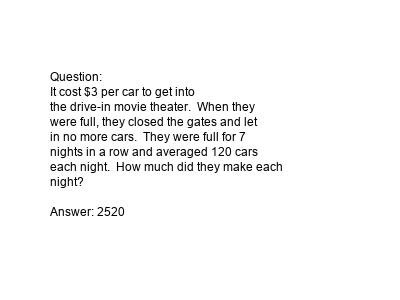 Question:
It cost $3 per car to get into
the drive-in movie theater.  When they
were full, they closed the gates and let
in no more cars.  They were full for 7
nights in a row and averaged 120 cars
each night.  How much did they make each
night?

Answer: 2520